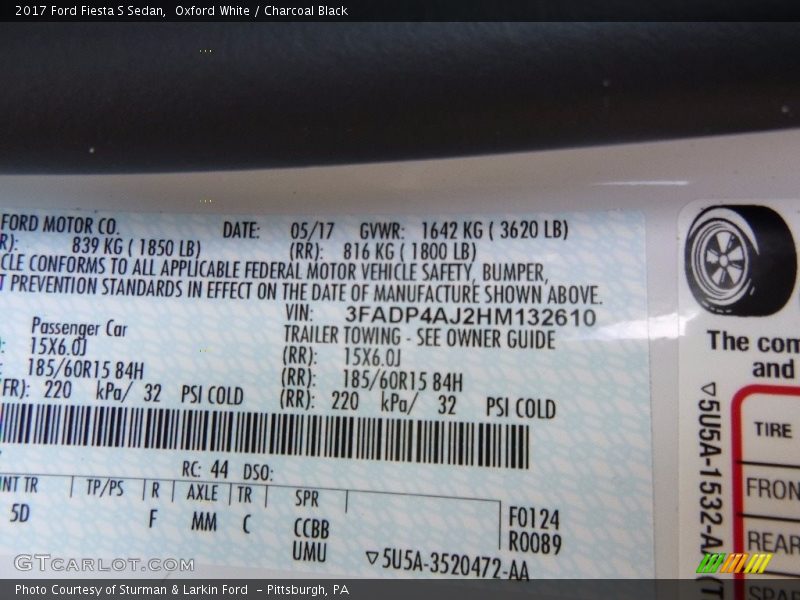 2017 Ford Fiesta S Sedan, Oxford White / Charcoal Black
FORD MOTOR CO. DATE: 05/17 GVWR: 1642 KG ( 3620 LB)
R): 839 KG ( 1850 LB) (RR): 816 KG ( 1800 LB)
CLE CONFORMS TO ALL APPLICABLE FEDERAL MOTOR VEHICLE SAFETY, BUMPER,
T PREVENTION STANDARDS IN EFFECT ON THE DATE OF MANUFACTURE SHOWN ABOVE.
VIN: 3FADP4AJ2HM132610
Passenger Car TRAILER TOWING - SEE OWNER GUIDE
15X6.0J (RR): 15X6.0J
185/60R15 84H (RR): 185/60R15 84H
FR): 220 kPa/ 32 PSI COLD (RR): 220 kPa/ 32 PSI COLD
RC: 44 DSO:
INT TR TP/PS R AXLE TR SPR
5D F MM C CCBB
UMU
F0124
R0089
▽5U5A-3520472-AA
The com
and
▽5U5A-1532-A (T
TIRE
FRON
REAR
SPAR
GTCarLot.com
Photo Courtesy of Sturman & Larkin Ford - Pittsburgh, PA